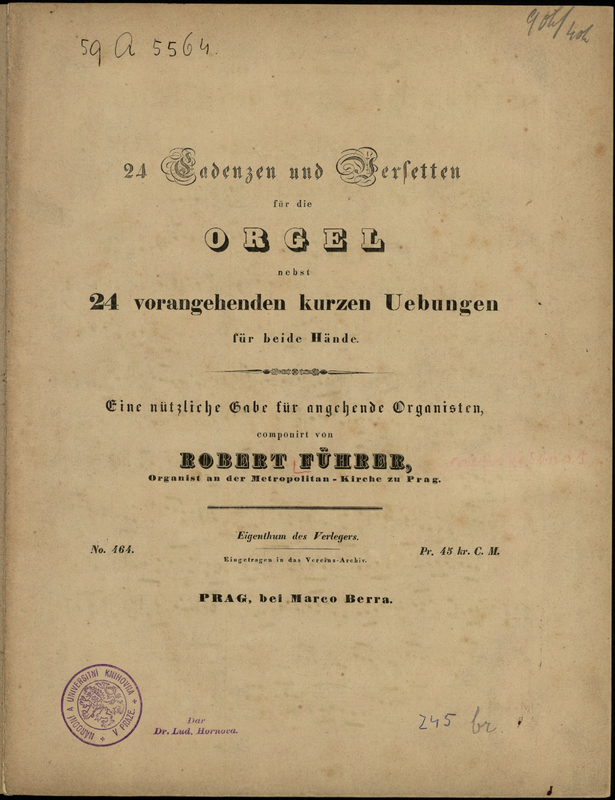 59 A 5564.
24 Cadenzen und Versetten
für die
ORGEL
nebst
24 vorangehenden kurzen Uebungen
für beide Hände.
Eine nützliche Gabe für angehende Organisten,
componirt von
ROBERT FÜHRER,
Organist an der Metropolitan-Kirche zu Prag.
Eigenthum des Verlegers.
No. 464.
Pr. 45 kr. C. M.
Eingetragen in das Vereins-Archiv.
PRAG, bei Marco Berra.
NÁRODNÍ A UNIVERSITNÍ KNIHOVNA V PRAZE
Dar
Dr. Lud. Hornova.
245 br.